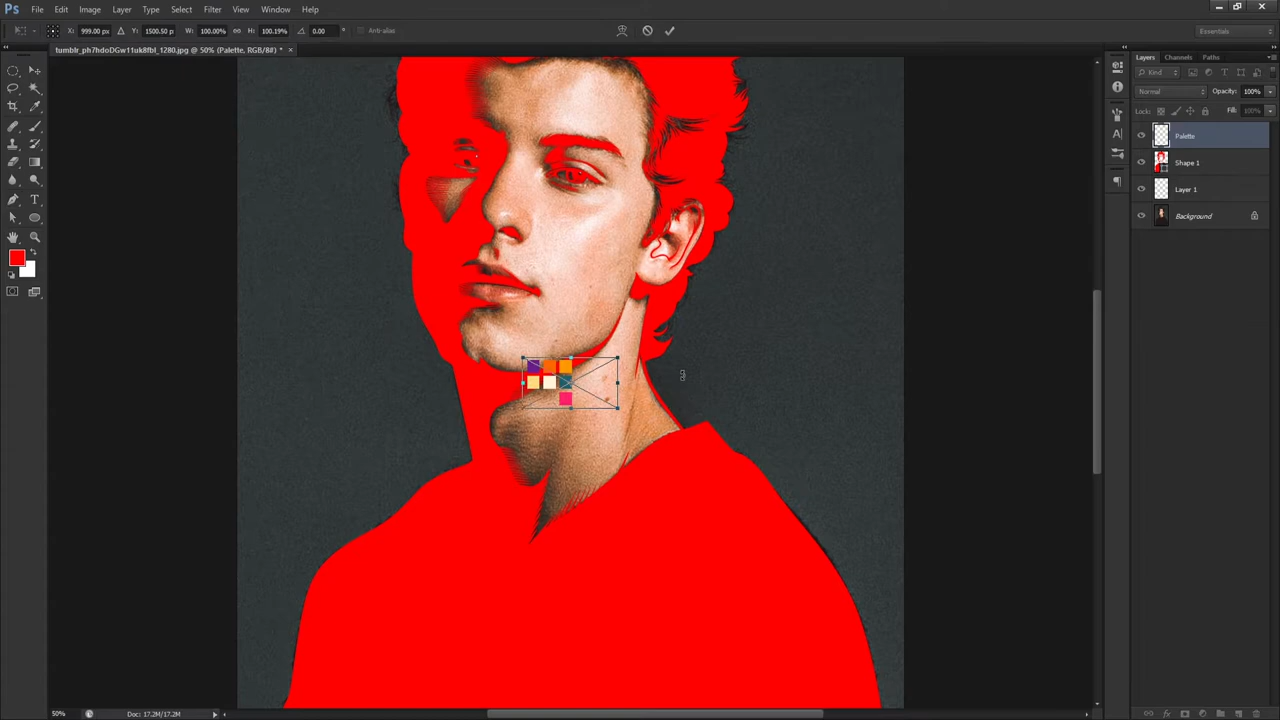 Ps File Edit Image Layer Type Select Filter View Window Help
X: 999.00 px Y: 1500.50 p W: 100.00% H: 100.19% 0.00 ° Anti-alias Essentials
tumblr_ph7hdoDGw11uk8fbl_1280.jpg @ 50% (Palette, RGB/8#) * ×
Layers Channels Paths
Kind
Normal Opacity: 100%
Lock: Fill: 100%
Palette
Shape 1
Layer 1
Background
50% Doc: 17.2M/17.2M